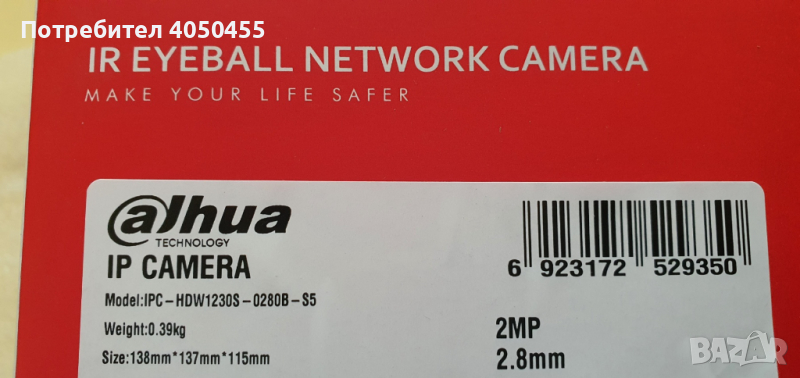 Потребител 4050455
IR EYEBALL NETWORK CAMERA
MAKE YOUR LIFE SAFER
alhua
TECHNOLOGY
IP CAMERA
Model:IPC-HDW1230S-0280B-S5
Weight:0.39kg
Size:138mm*137mm*115mm
6 923172 529350
2MP
2.8mm
BAZAR